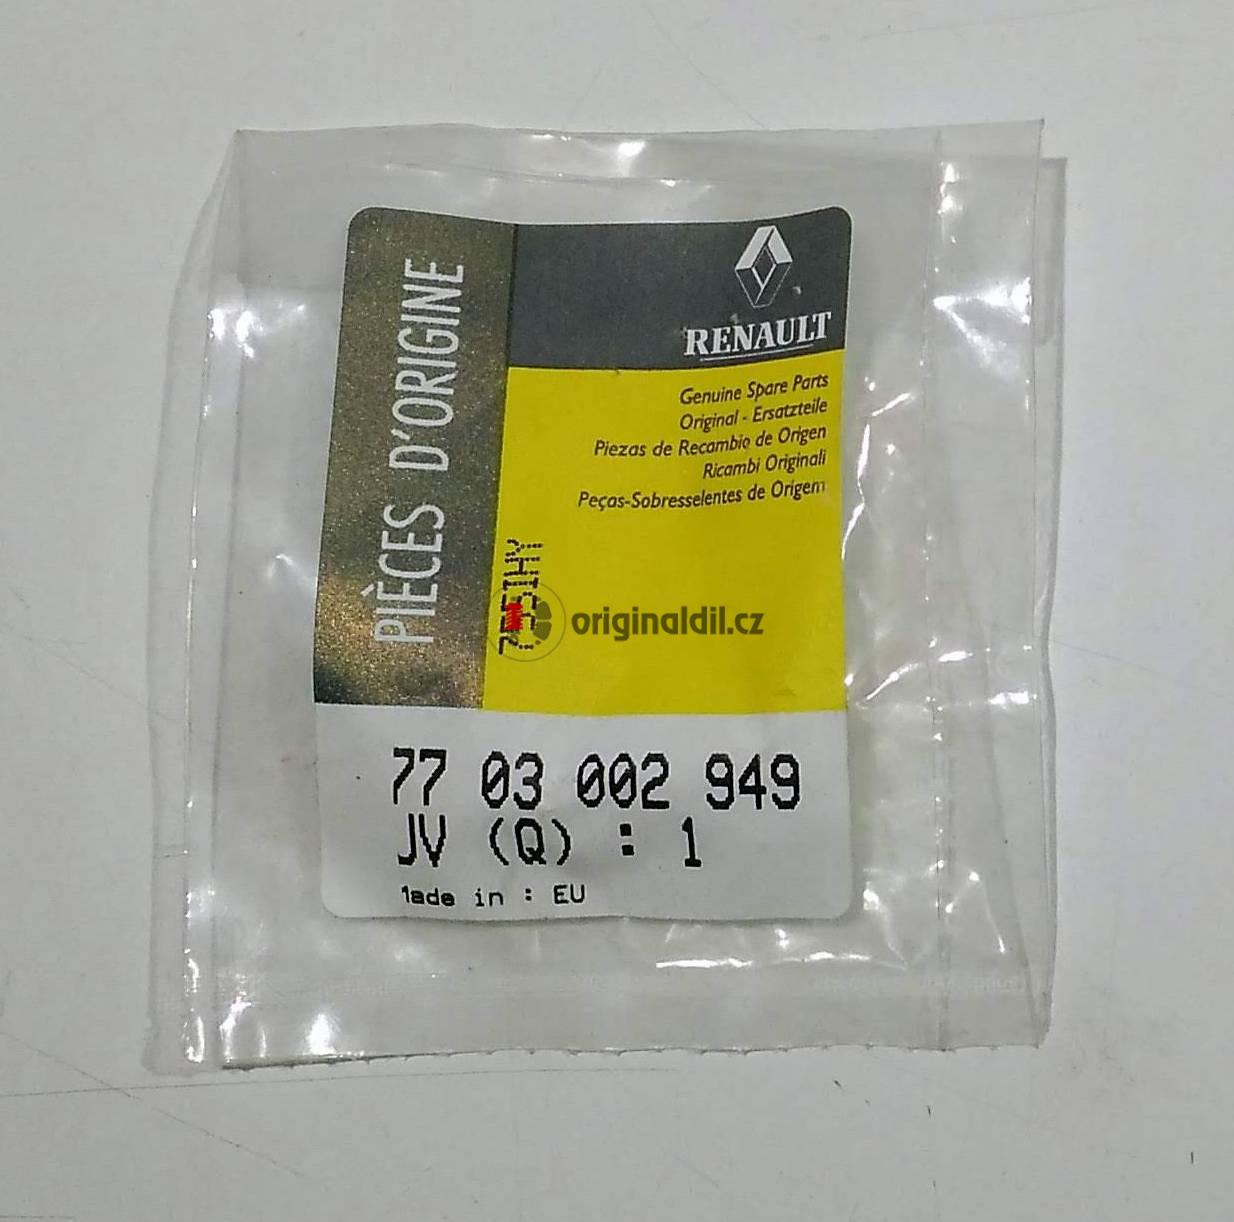 PIÈCES D'ORIGINE
RENAULT
Genuine Spare Parts
Original - Ersatzteile
Piezas de Recambio de Origen
Ricambi Originali
Peças-Sobresselentes de Origem
originaldil.cz
77 03 002 949
JV (Q) : 1
made in : EU